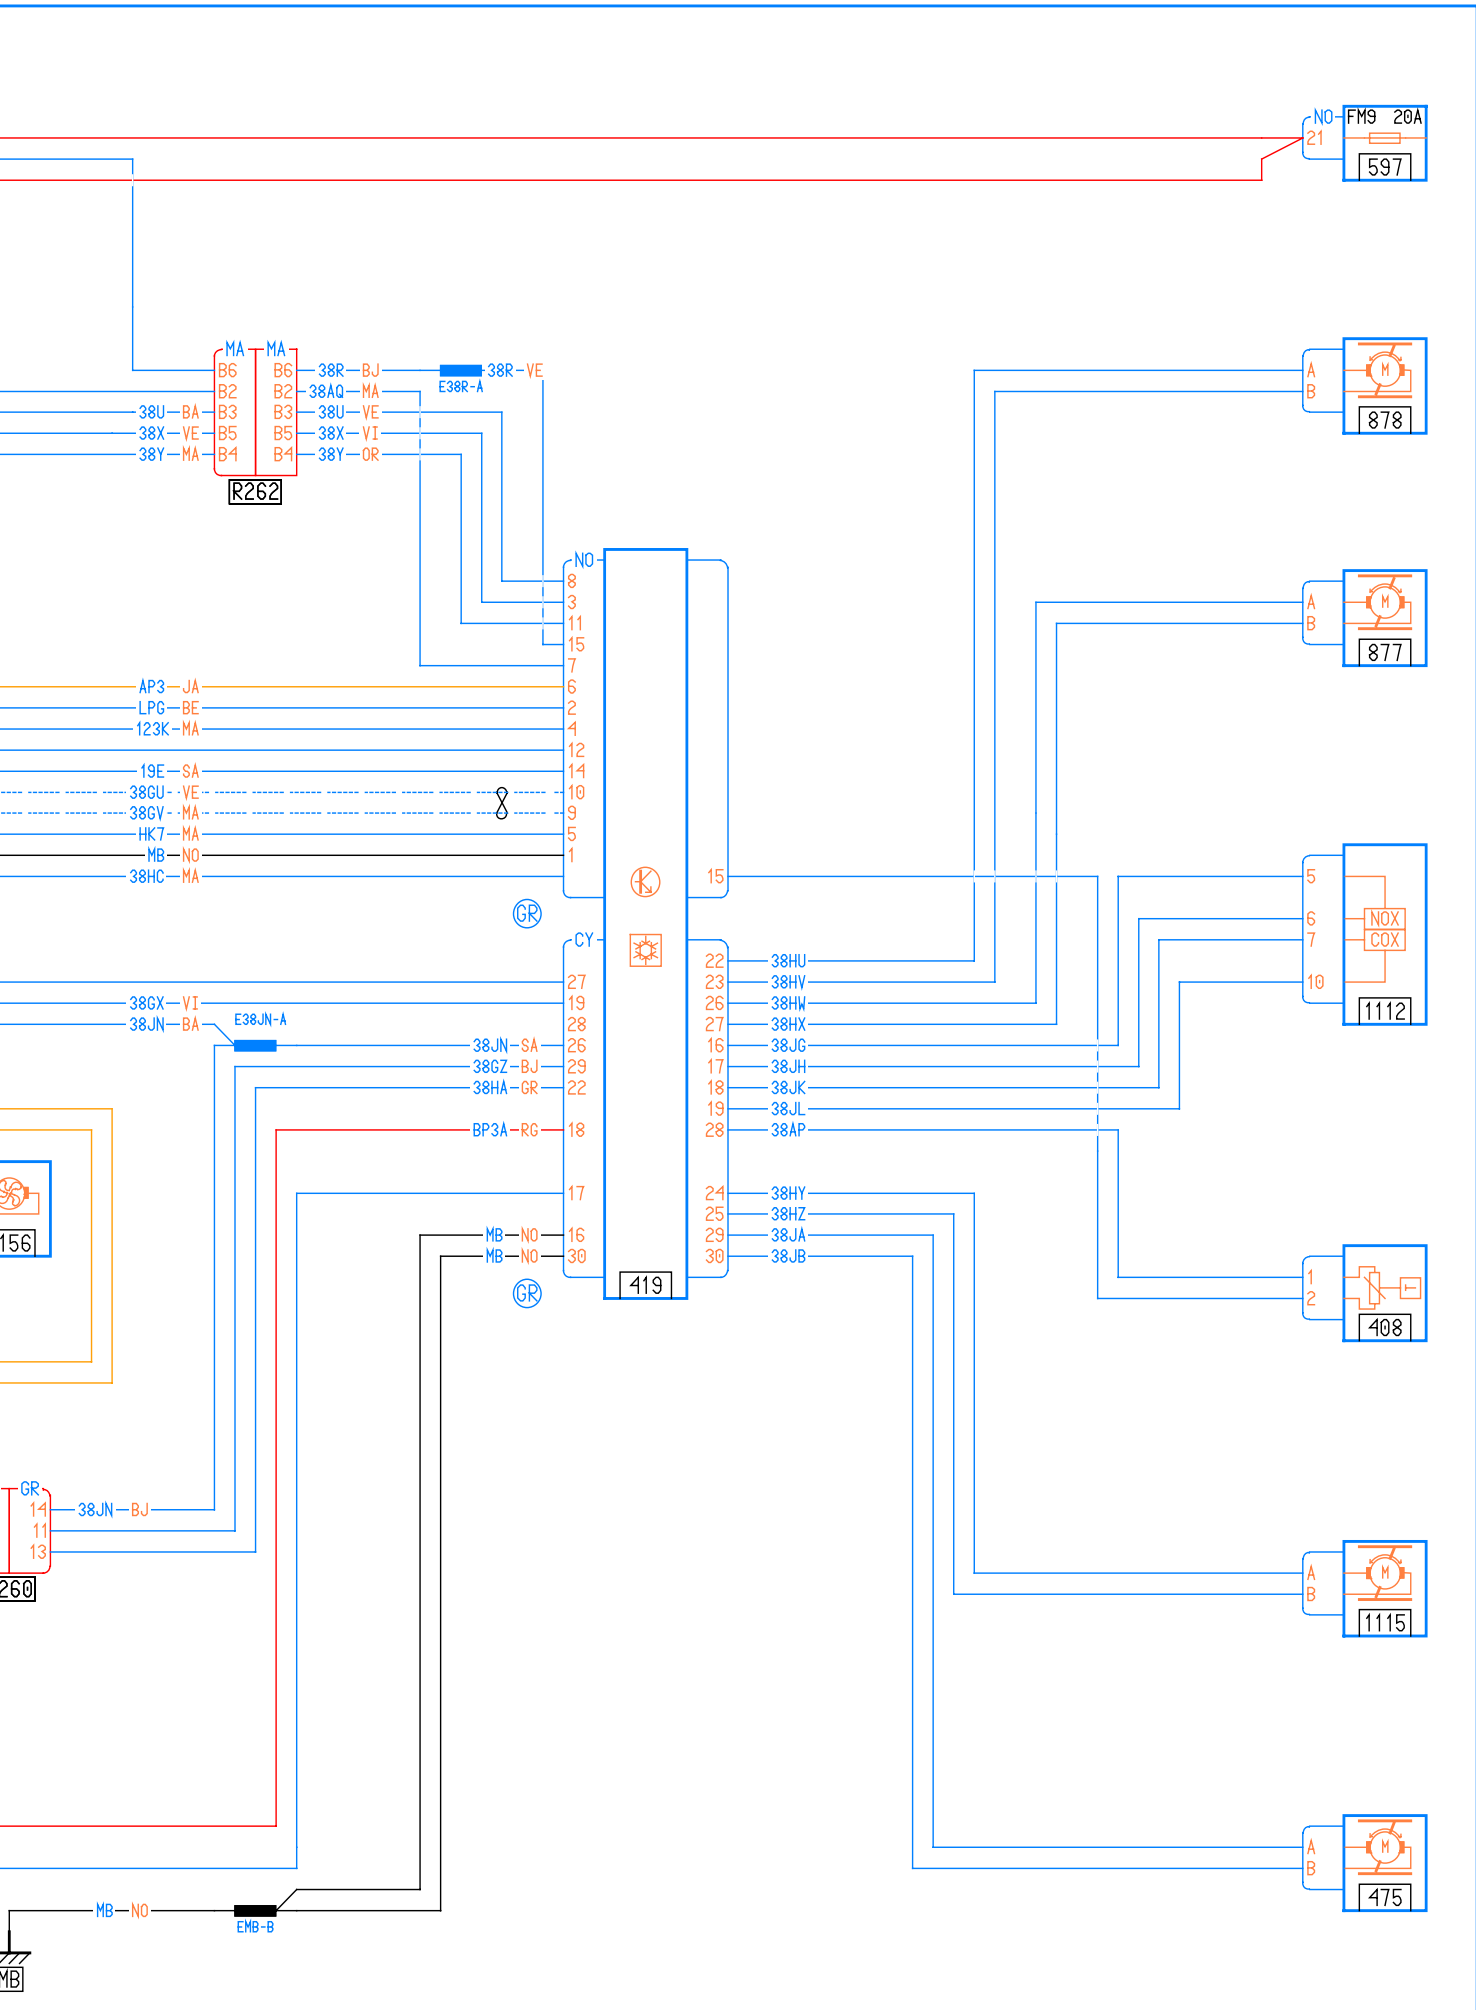 NO FM9 20A
21
597
MA MA
B6 B6 38R BJ 38R VE
E38R-A
B2 B2 38AQ MA
38U BA B3 B3 38U VE
38X VE B5 B5 38X VI
38Y MA B4 B4 38Y OR
R262
A M
B
878
NO
8
3
11
15
7
AP3 JA 6
LPG BE 2
123K MA 4
12
19E SA 14
38GU VE 10
38GV MA 9
HK7 MA 5
MB NO 1
38HC MA
15
GR
A M
B
877
5
6 NOX
7 COX
10
1112
CY
22 38HU
27 23 38HV
38GX VI 19 26 38HW
38JN BA E38JN-A 28 27 38HX
38JN SA 26 16 38JG
38GZ BJ 29 17 38JH
38HA GR 22 18 38JK
19 38JL
BP3A RG 18 28 38AP
17 24 38HY
25 38HZ
MB NO 16 29 38JA
MB NO 30 30 38JB
419
GR
156
1
2 T
408
GR
14 38JN BJ
11
13
260
A M
B
1115
A M
B
475
MB NO
EMB-B
MB